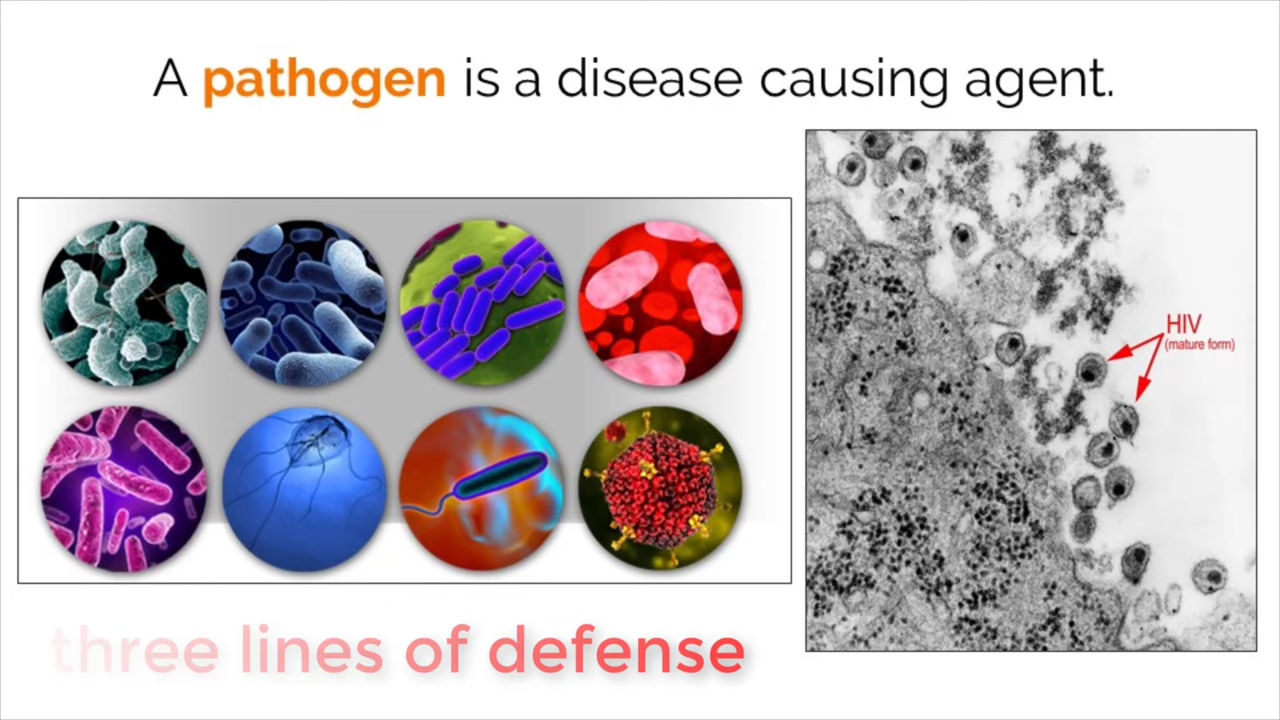 A pathogen is a disease causing agent.
HIV
(mature form)
three lines of defense